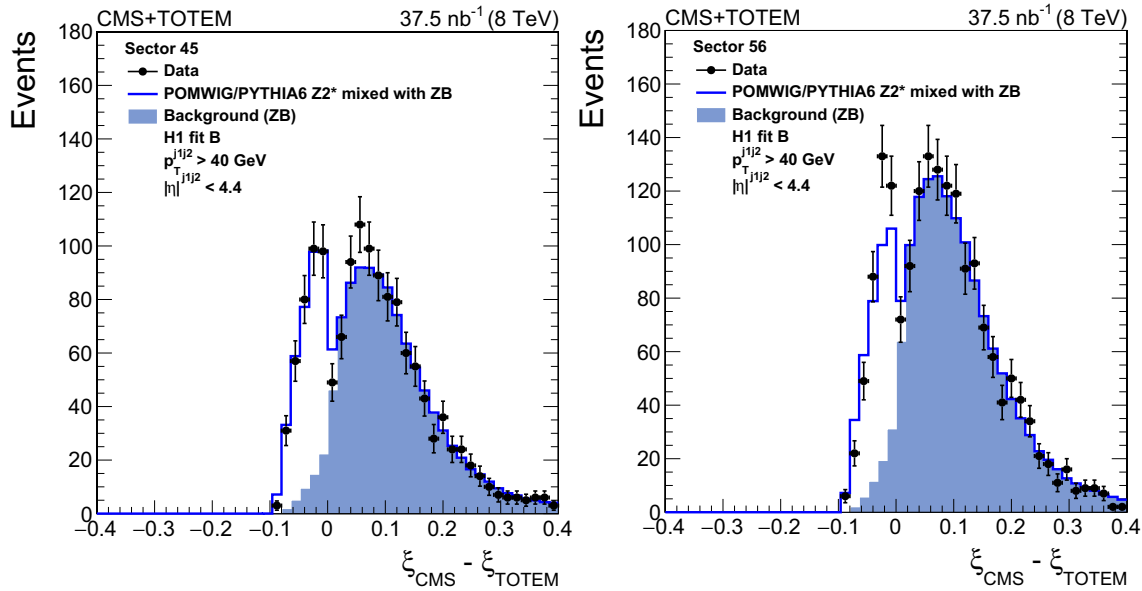 CMS+TOTEM 37.5 nb⁻¹ (8 TeV)
Events
180
160
140
120
100
80
60
40
20
0
Sector 45
Data
POMWIG/PYTHIA6 Z2* mixed with ZB
Background (ZB)
H1 fit B
p_T^{j1j2} > 40 GeV
|η|^{j1j2} < 4.4
−0.4 −0.3 −0.2 −0.1 0 0.1 0.2 0.3 0.4
ξ_CMS - ξ_TOTEM
CMS+TOTEM 37.5 nb⁻¹ (8 TeV)
Events
180
160
140
120
100
80
60
40
20
0
Sector 56
Data
POMWIG/PYTHIA6 Z2* mixed with ZB
Background (ZB)
H1 fit B
p_T^{j1j2} > 40 GeV
|η|^{j1j2} < 4.4
−0.4 −0.3 −0.2 −0.1 0 0.1 0.2 0.3 0.4
ξ_CMS - ξ_TOTEM